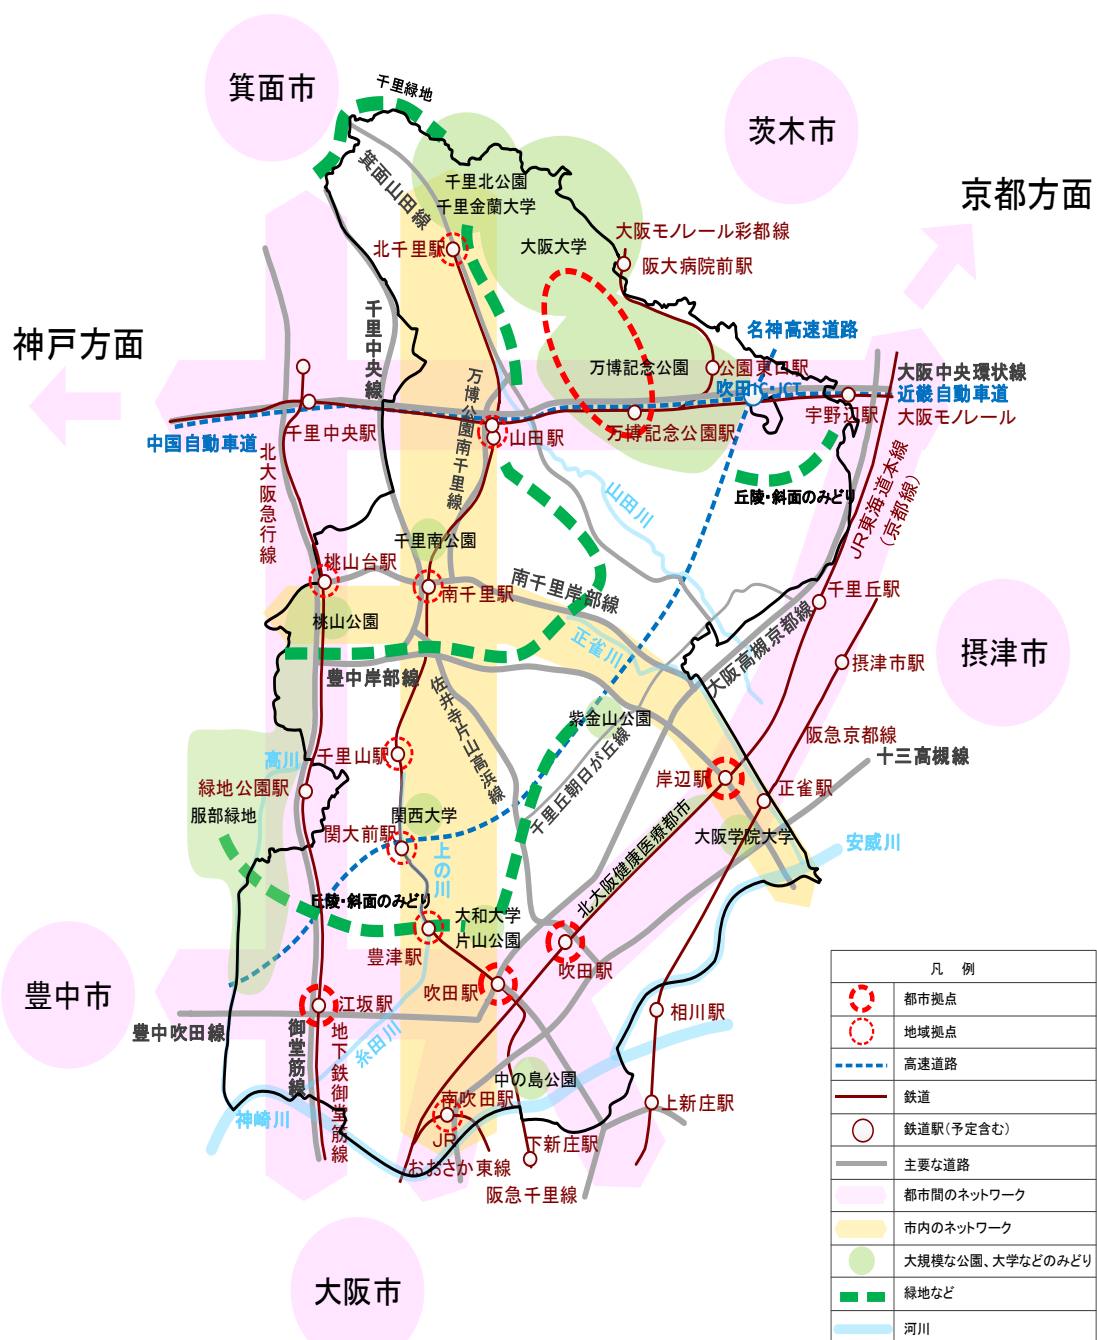 箕面市
千里緑地
茨木市
京都方面
箕面山田線
千里北公園
千里金蘭大学
大阪大学
大阪モノレール彩都線
阪大病院前駅
北千里駅
神戸方面
千里中央線
名神高速道路
万博記念公園
公園東口駅
吹田IC・JCT
大阪中央環状線
近畿自動車道
大阪モノレール
宇野辺駅
万博記念公園駅
山田駅
千里中央駅
中国自動車道
北大阪急行線
万博公園南千里線
丘陵・斜面のみどり
山田川
JR東海道本線
(京都線)
千里南公園
桃山台駅
南千里駅
南千里岸部線
千里丘駅
桃山公園
正雀川
大阪高槻京都線
摂津市駅
摂津市
豊中岸部線
佐井寺片山高浜線
紫金山公園
千里丘朝日が丘線
阪急京都線
十三高槻線
高川
千里山駅
岸辺駅
正雀駅
緑地公園駅
服部緑地
関西大学
関大前駅
上の川
北大阪健康医療都市
大阪学院大学
安威川
丘陵・斜面のみどり
大和大学
片山公園
豊津駅
吹田駅
吹田駅
豊中市
江坂駅
相川駅
豊中吹田線
御堂筋線
地下鉄御堂筋線
糸田川
中の島公園
南吹田駅
上新庄駅
神崎川
JR
おおさか東線
下新庄駅
阪急千里線
大阪市
凡 例
都市拠点
地域拠点
高速道路
鉄道
鉄道駅(予定含む)
主要な道路
都市間のネットワーク
市内のネットワーク
大規模な公園、大学などのみどり
緑地など
河川